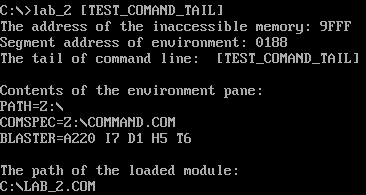 C:\>lab_2 [TEST_COMAND_TAIL]
The address of the inaccessible memory: 9FFF
Segment address of environment: 0188
The tail of command line:  [TEST_COMAND_TAIL]
Contents of the environment pane:
PATH=Z:\
COMSPEC=Z:\COMMAND.COM
BLASTER=A220 I7 D1 H5 T6
The path of the loaded module:
C:\LAB_2.COM